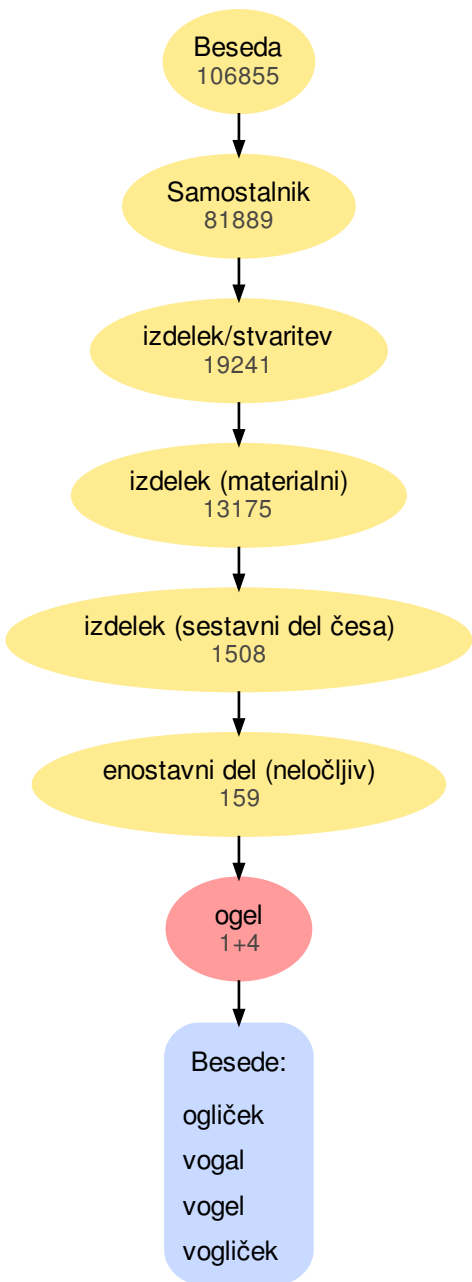 Beseda
106855
Samostalnik
81889
izdelek/stvaritev
19241
izdelek (materialni)
13175
izdelek (sestavni del česa)
1508
enostavni del (neločljiv)
159
ogel
1+4
Besede:
ogliček
vogal
vogel
vogliček